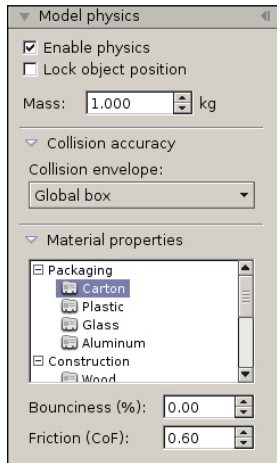 Model physics
Enable physics
Lock object position
Mass: 1.000 kg
Collision accuracy
Collision envelope:
Global box
Material properties
Packaging
Carton
Plastic
Glass
Aluminum
Construction
Wood
Bounciness (%): 0.00
Friction (CoF): 0.60